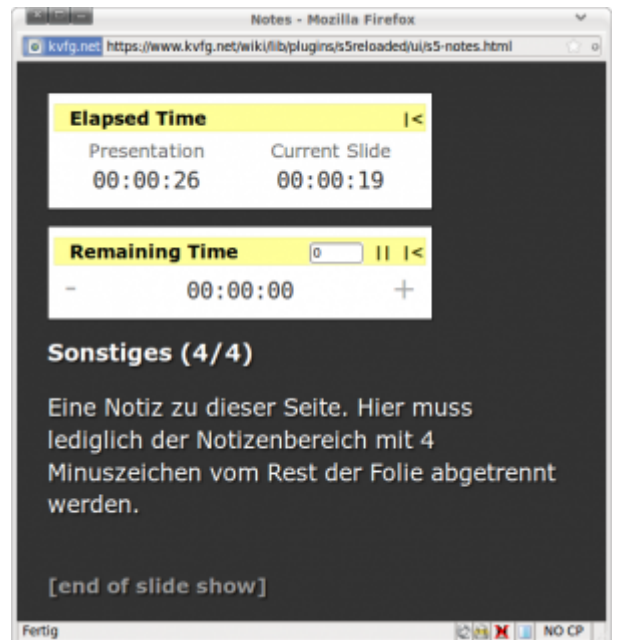 Notes - Mozilla Firefox
kvfg.net https://www.kvfg.net/wiki/lib/plugins/s5reloaded/ui/s5-notes.html
Elapsed Time |<
Presentation Current Slide
00:00:26 00:00:19
Remaining Time 0 || |<
- 00:00:00 +
Sonstiges (4/4)
Eine Notiz zu dieser Seite. Hier muss
lediglich der Notizenbereich mit 4
Minuszeichen vom Rest der Folie abgetrennt
werden.
[end of slide show]
Fertig NO CP